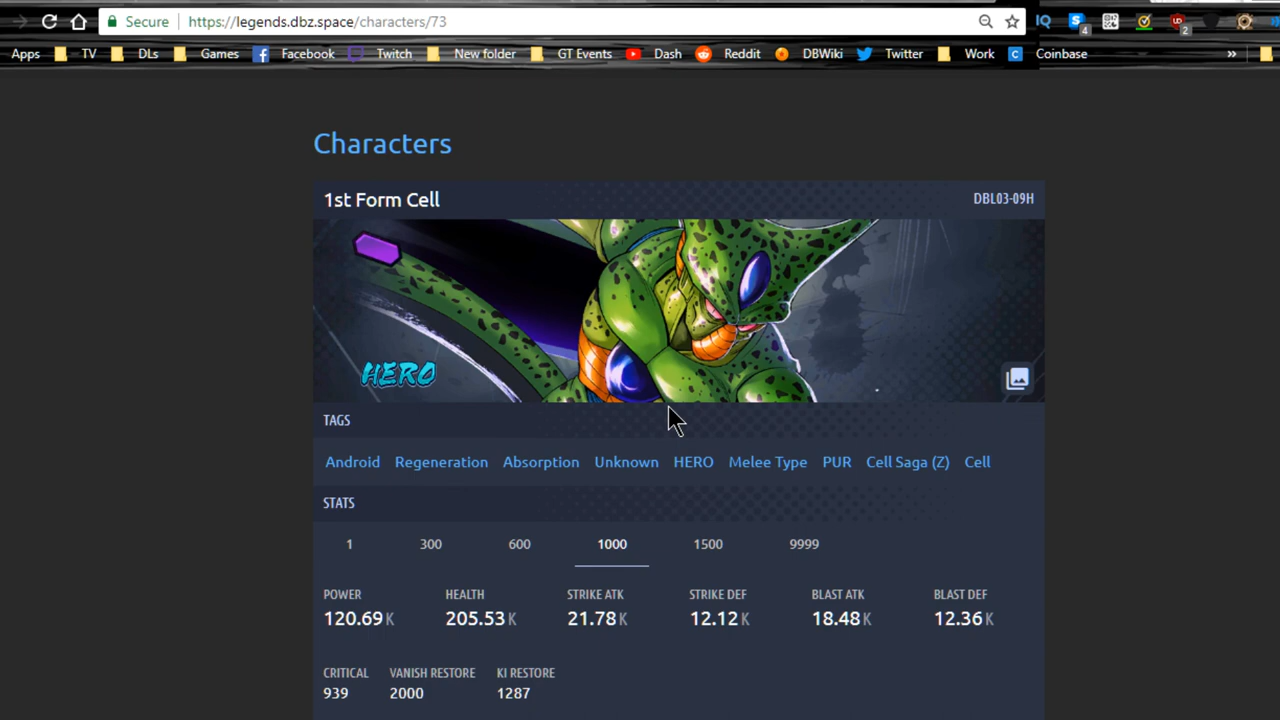 Secure https://legends.dbz.space/characters/73 IQ 4 UD 2
Apps TV DLs Games Facebook Twitch New folder GT Events Dash Reddit DBWiki Twitter Work C Coinbase »
Characters
1st Form Cell DBL03-09H
HERO
TAGS
Android Regeneration Absorption Unknown HERO Melee Type PUR Cell Saga (Z) Cell
STATS
1 300 600 1000 1500 9999
POWER HEALTH STRIKE ATK STRIKE DEF BLAST ATK BLAST DEF
120.69 K 205.53 K 21.78 K 12.12 K 18.48 K 12.36 K
CRITICAL VANISH RESTORE KI RESTORE
939 2000 1287